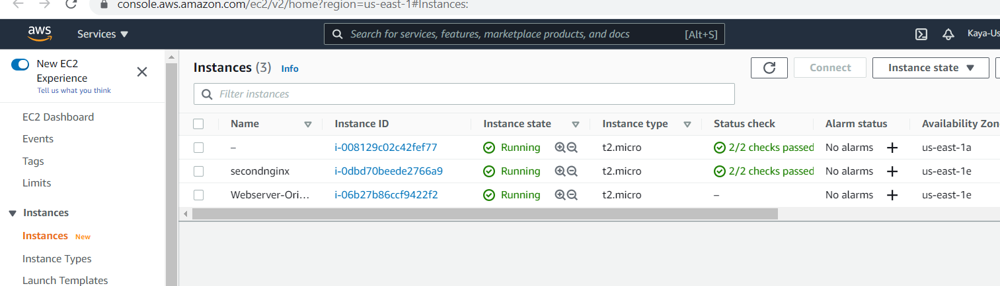 console.aws.amazon.com/ec2/v2/home?region=us-east-1#Instances:
aws
Services
Search for services, features, marketplace products, and docs [Alt+S]
Kaya-Us
New EC2
Experience
Tell us what you think
EC2 Dashboard
Events
Tags
Limits
Instances
Instances New
Instance Types
Launch Templates
Instances (3) Info
Connect
Instance state
Filter instances
Name Instance ID Instance state Instance type Status check Alarm status Availability Zon
– i-008129c02c42fef77 Running t2.micro 2/2 checks passed No alarms + us-east-1a
secondnginx i-0dbd70beede2766a9 Running t2.micro 2/2 checks passed No alarms + us-east-1e
Webserver-Ori... i-06b27b86ccf9422f2 Running t2.micro – No alarms + us-east-1e